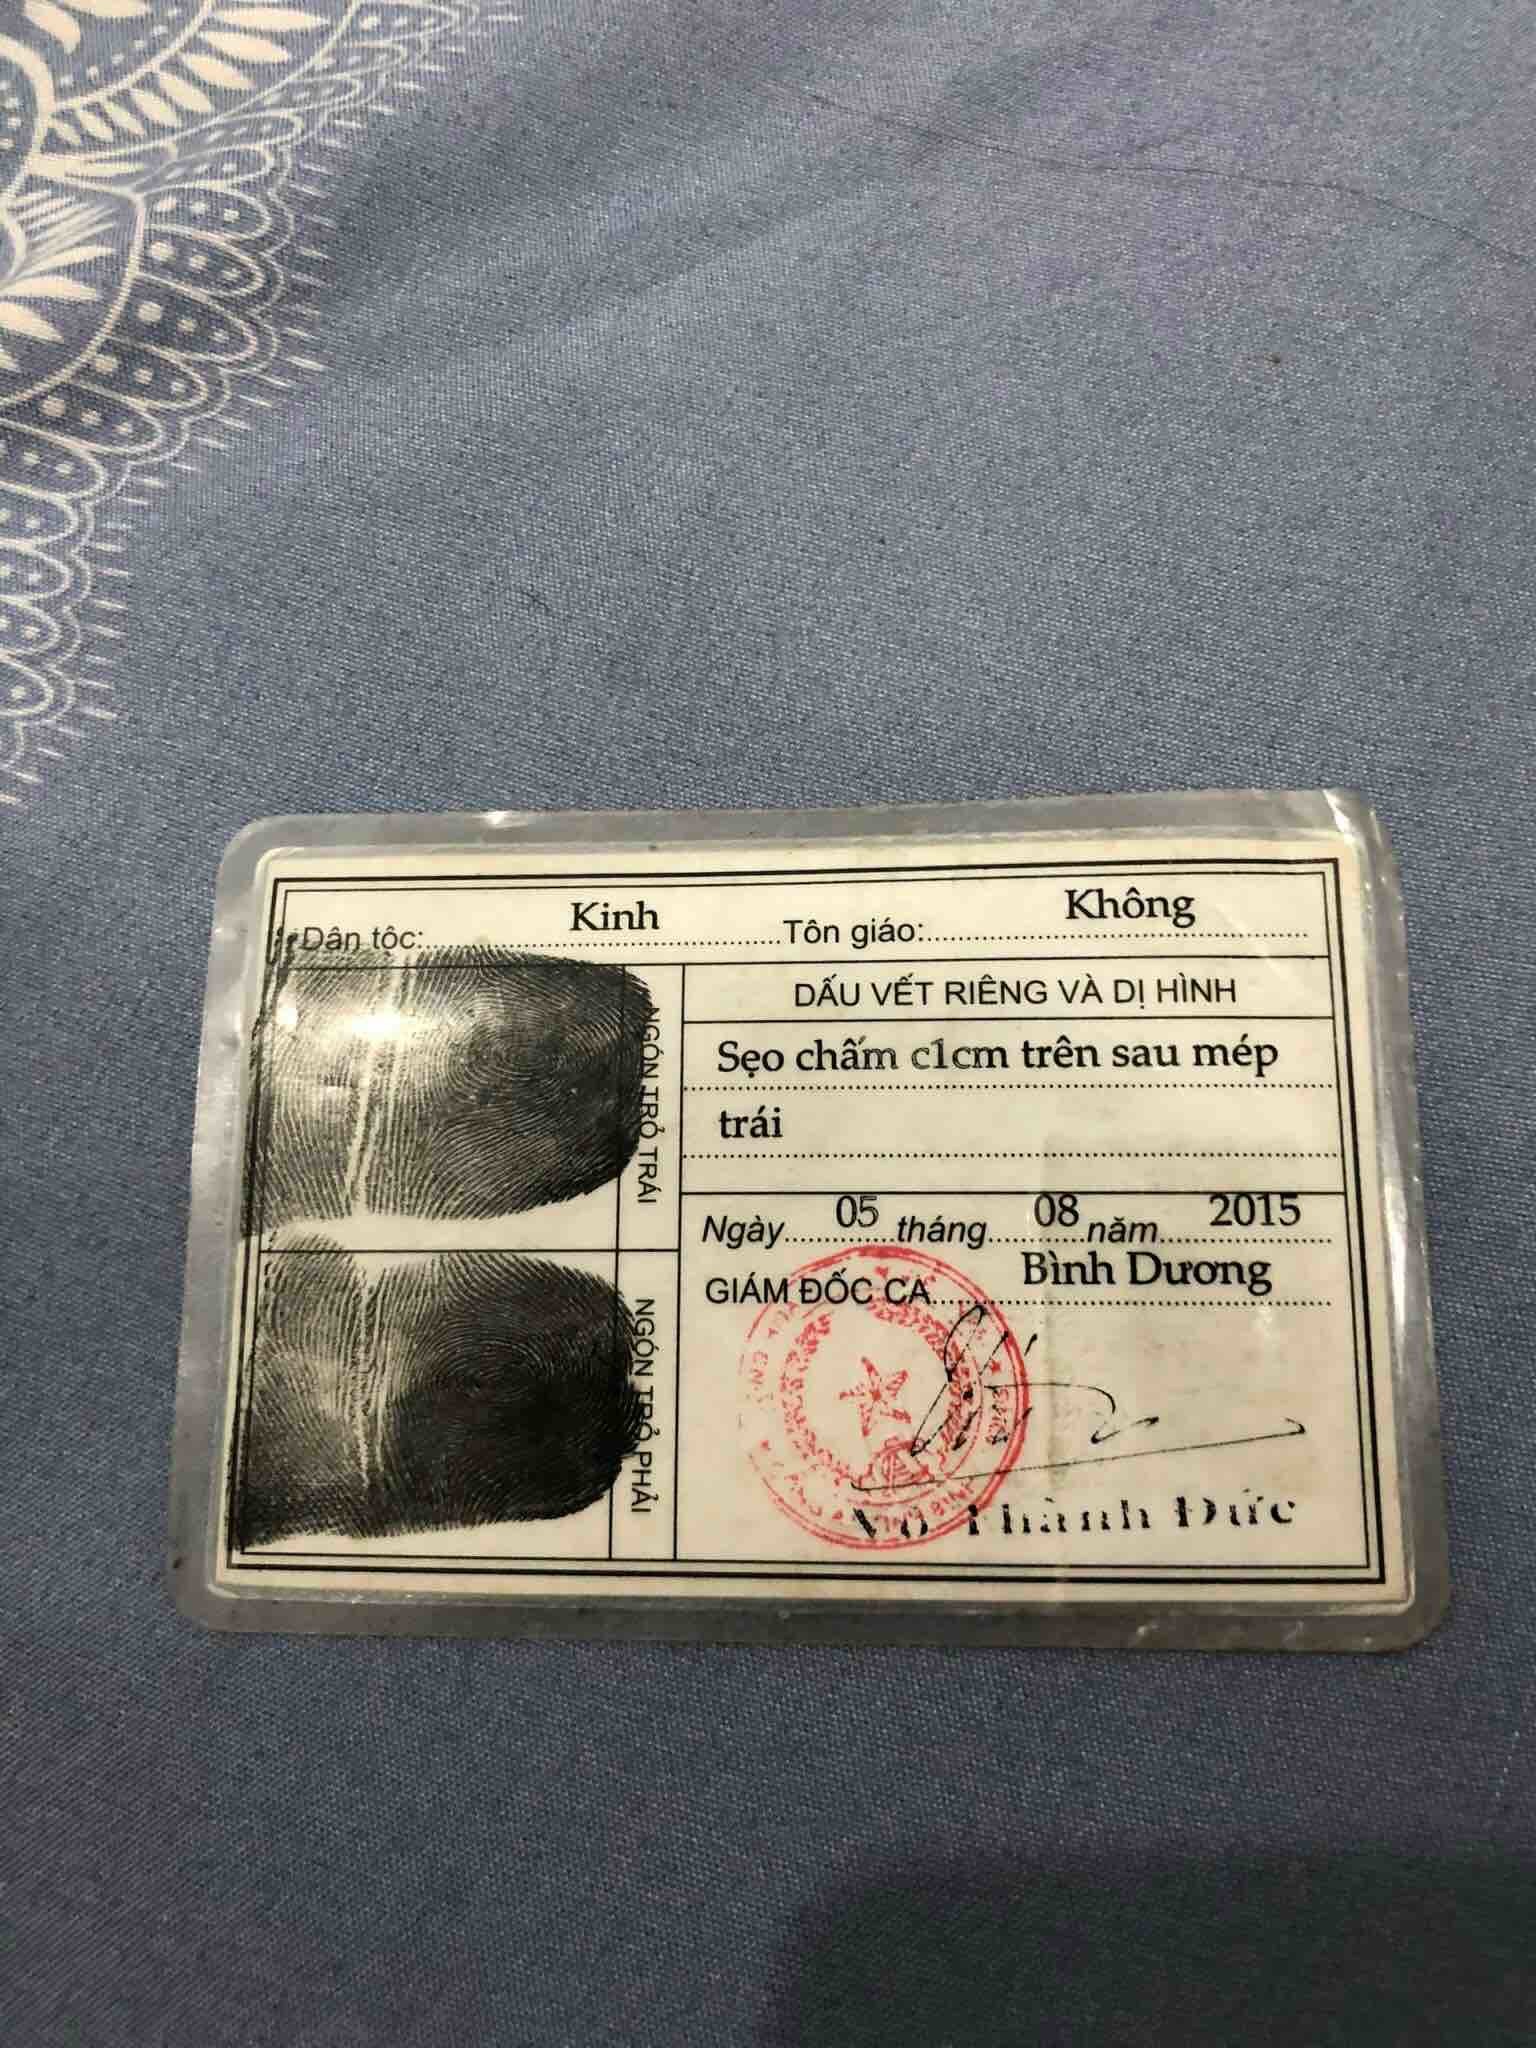 Dân tộc: Kinh Tôn giáo: Không
NGÓN TRỎ TRÁI
NGÓN TRỎ PHẢI
DẤU VẾT RIÊNG VÀ DỊ HÌNH
Sẹo chấm c1cm trên sau mép
trái
Ngày 05 tháng 08 năm 2015
GIÁM ĐỐC CA Bình Dương
Võ Thành Đức